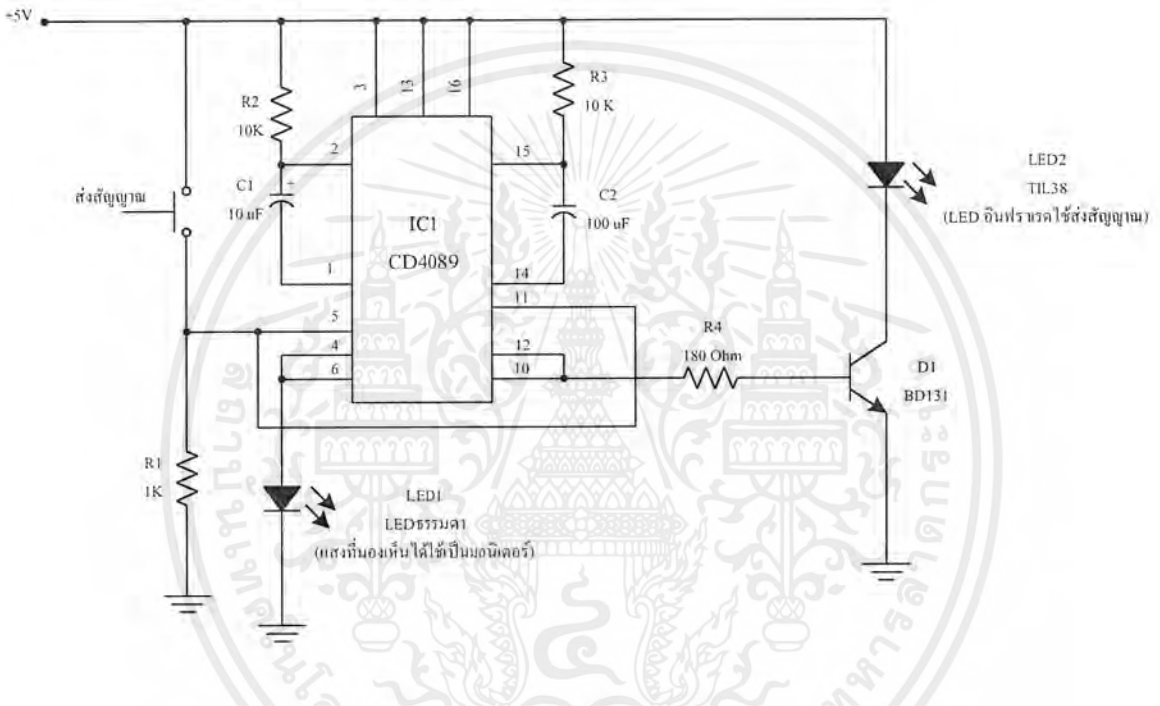 +5V
R2
10K
3
13
16
R3
10 K
2
15
ส่งสัญญาณ
C1
+
10 uF
IC1
CD4089
C2
100 uF
LED2
TIL38
(LED อินฟราเรดใช้ส่งสัญญาณ)
1
14
11
5
4
6
12
10
R4
180 Ohm
D1
BD131
R1
1K
LED1
LEDธรรมดา
(แสงที่มองเห็นได้ใช้เป็นมอนิเตอร์)